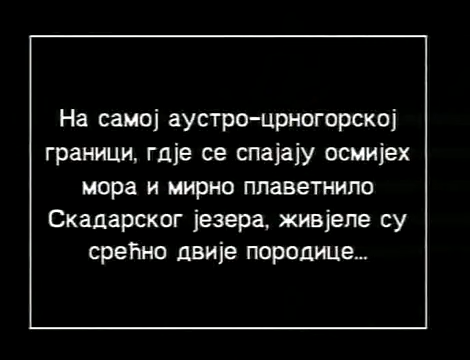 На самој аустро-црногорској
граници, гдје се спајају осмијех
мора и мирно плаветнило
Скадарског језера, живјеле су
срећно двије породице...